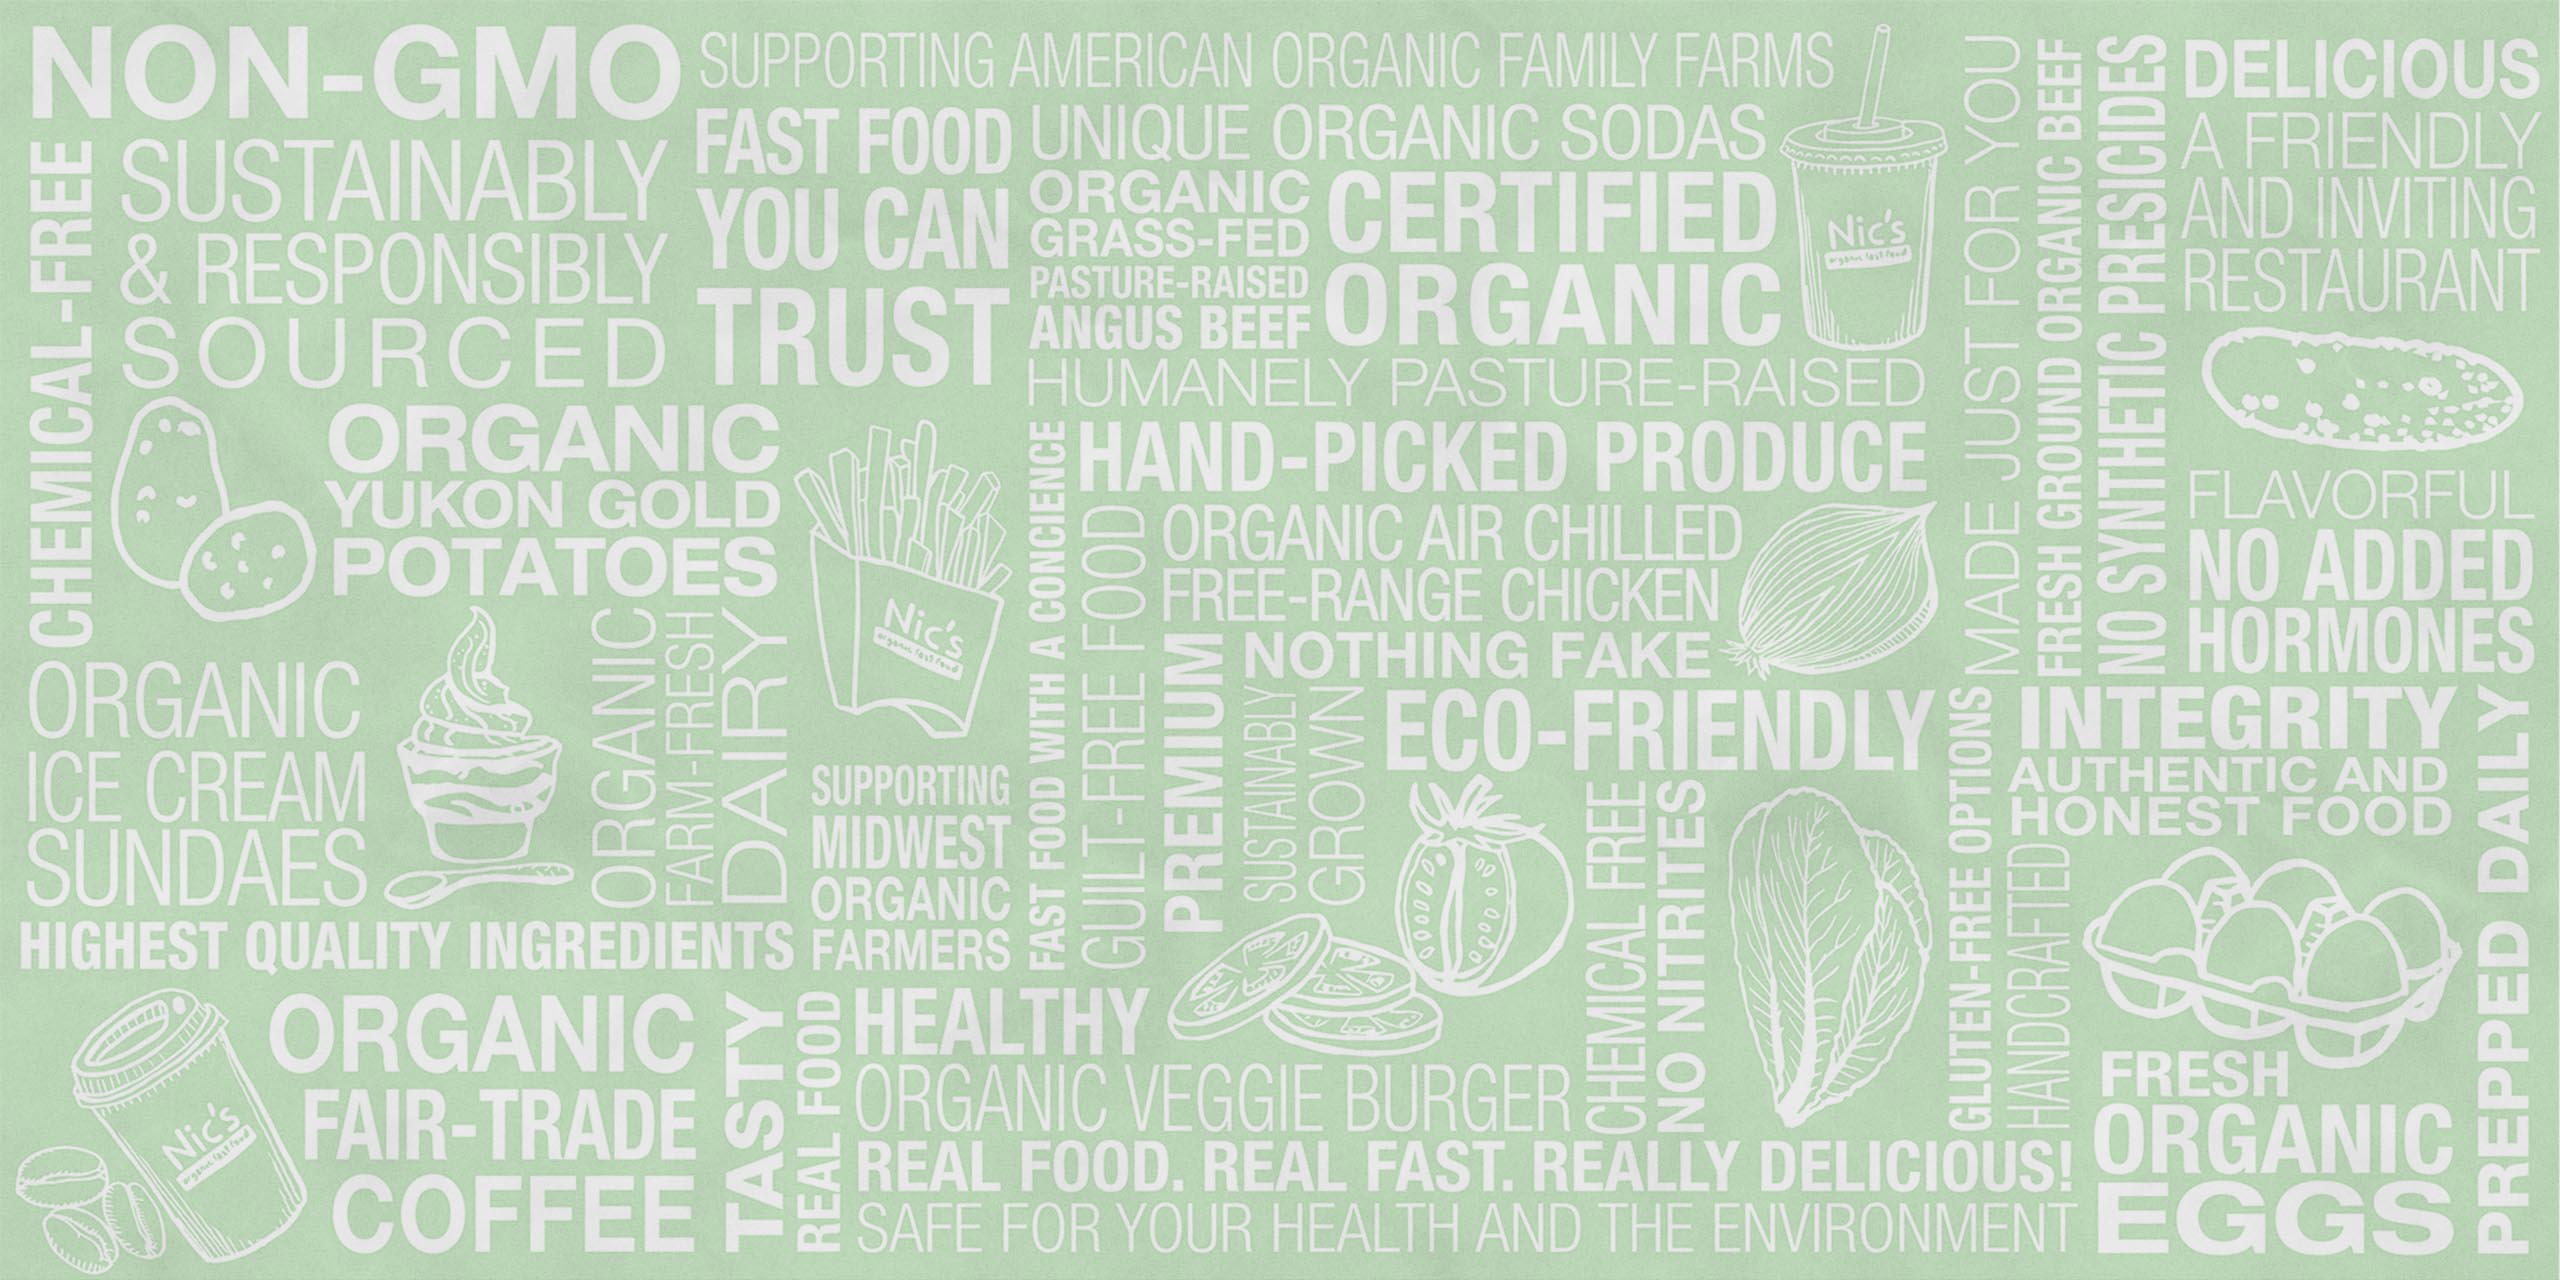 NON-GMO
SUPPORTING AMERICAN ORGANIC FAMILY FARMS
CHEMICAL-FREE
SUSTAINABLY
& RESPONSIBLY
SOURCED
FAST FOOD
YOU CAN
TRUST
UNIQUE ORGANIC SODAS
ORGANIC
GRASS-FED
PASTURE-RAISED
ANGUS BEEF
CERTIFIED
ORGANIC
HUMANELY PASTURE-RAISED
Nic's
organic fast food
MADE JUST FOR YOU
FRESH GROUND ORGANIC BEEF
NO SYNTHETIC PRESICIDES
DELICIOUS
A FRIENDLY
AND INVITING
RESTAURANT
ORGANIC
YUKON GOLD
POTATOES
Nic's
organic fast food
FAST FOOD WITH A CONCIENCE
GUILT-FREE FOOD
HAND-PICKED PRODUCE
ORGANIC AIR CHILLED
FREE-RANGE CHICKEN
NOTHING FAKE
PREMIUM
SUSTAINABLY
GROWN
ECO-FRIENDLY
FLAVORFUL
NO ADDED
HORMONES
ORGANIC
ICE CREAM
SUNDAES
ORGANIC
FARM-FRESH
DAIRY
SUPPORTING
MIDWEST
ORGANIC
FARMERS
CHEMICAL FREE
NO NITRITES
GLUTEN-FREE OPTIONS
HANDCRAFTED
INTEGRITY
AUTHENTIC AND
HONEST FOOD
PREPPED DAILY
HIGHEST QUALITY INGREDIENTS
Nic's
organic fast food
ORGANIC
FAIR-TRADE
COFFEE
TASTY
REAL FOOD
HEALTHY
ORGANIC VEGGIE BURGER
REAL FOOD. REAL FAST. REALLY DELICIOUS!
SAFE FOR YOUR HEALTH AND THE ENVIRONMENT
FRESH
ORGANIC
EGGS